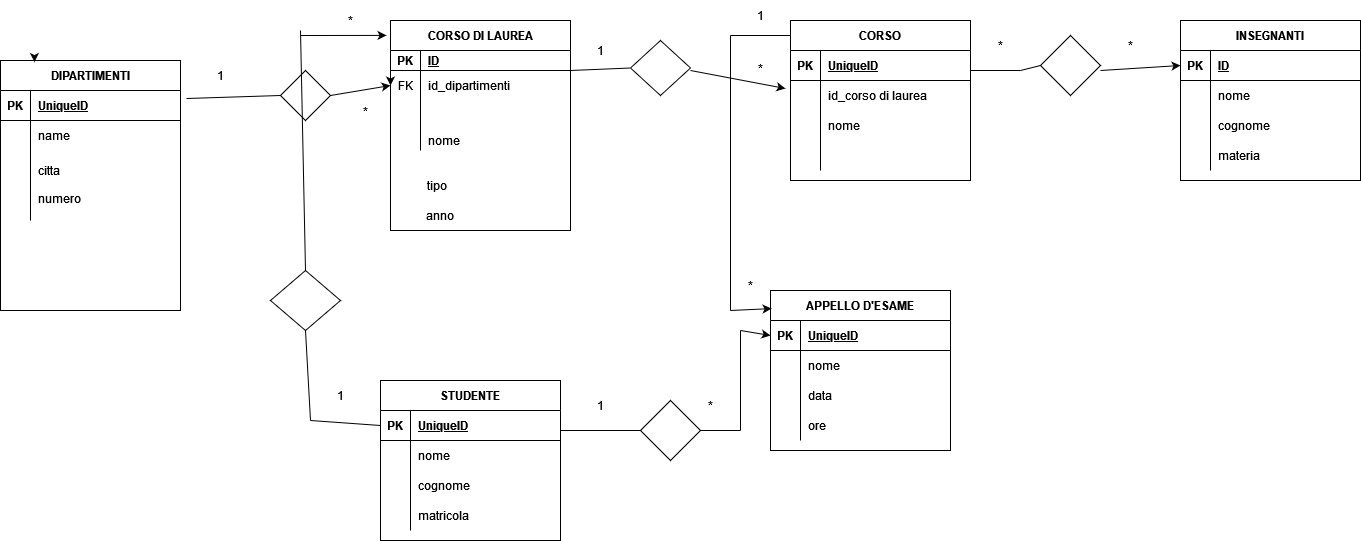 DIPARTIMENTI
PK UniqueID
name
citta
numero
1
*
*
CORSO DI LAUREA
PK ID
FK id_dipartimenti
nome
tipo
anno
1
*
1
CORSO
PK UniqueID
id_corso di laurea
nome
*
*
INSEGNANTI
PK ID
nome
cognome
materia
*
APPELLO D'ESAME
PK UniqueID
nome
data
ore
1
STUDENTE
PK UniqueID
nome
cognome
matricola
1
*